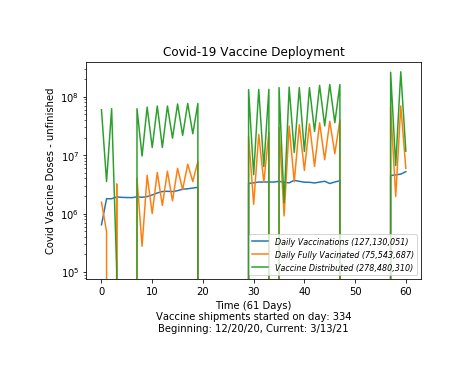 Covid-19 Vaccine Deployment
Covid Vaccine Doses - unfinished
10⁸
10⁷
10⁶
10⁵
0
10
20
30
40
50
60
Daily Vaccinations (127,130,051)
Daily Fully Vacinated (75,543,687)
Vaccine Distributed (278,480,310)
Time (61 Days)
Vaccine shipments started on day: 334
Beginning: 12/20/20, Current: 3/13/21